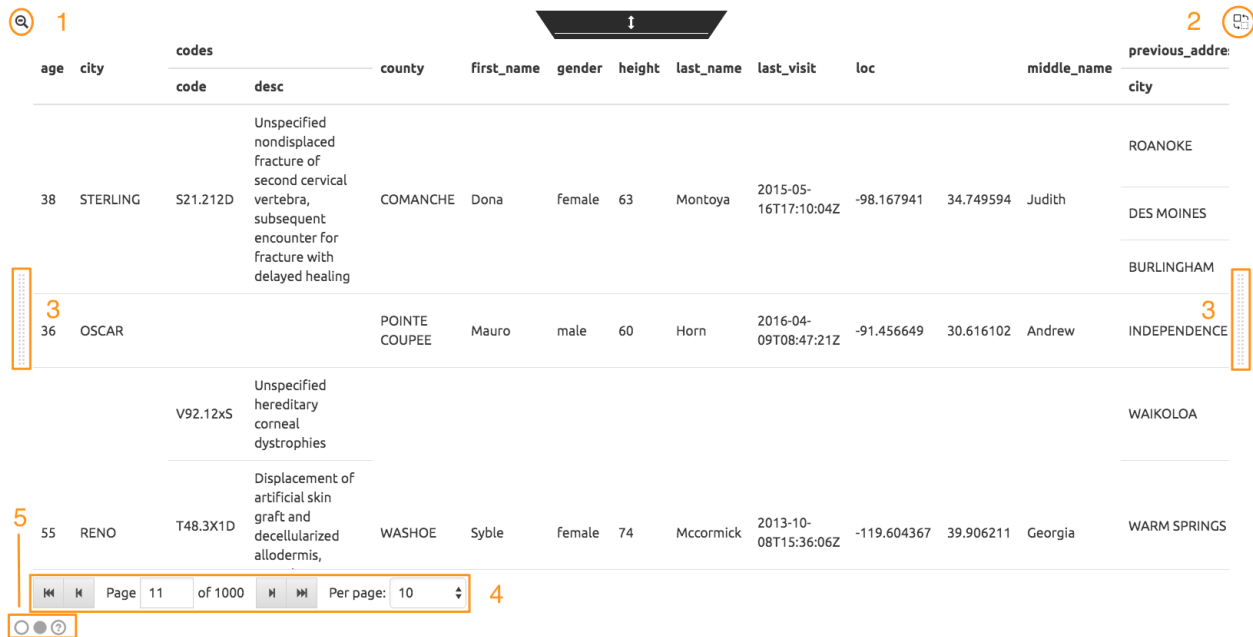 1
2
age city codes county first_name gender height last_name last_visit loc middle_name previous_addre
code desc city
38 STERLING S21.212D Unspecified nondisplaced fracture of second cervical vertebra, subsequent encounter for fracture with delayed healing COMANCHE Dona female 63 Montoya 2015-05-16T17:10:04Z -98.167941 34.749594 Judith ROANOKE
DES MOINES
BURLINGHAM
3
3
36 OSCAR POINTE COUPEE Mauro male 60 Horn 2016-04-09T08:47:21Z -91.456649 30.616102 Andrew INDEPENDENCE
V92.12xS Unspecified hereditary corneal dystrophies WAIKOLOA
55 RENO T48.3X1D Displacement of artificial skin graft and decellularized allodermis, WASHOE Syble female 74 Mccormick 2013-10-08T15:36:06Z -119.604367 39.906211 Georgia WARM SPRINGS
5
Page 11 of 1000 Per page: 10
4
?